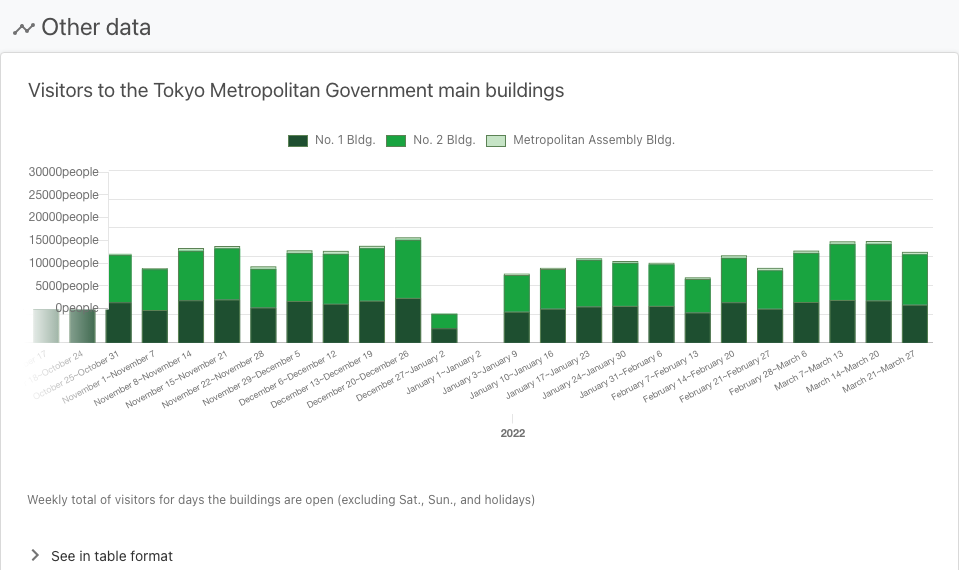 Other data
Visitors to the Tokyo Metropolitan Government main buildings
No. 1 Bldg. No. 2 Bldg. Metropolitan Assembly Bldg.
30000people
25000people
20000people
15000people
10000people
5000people
0people
17
October 24
October 25~October 31
November 1~November 7
November 8~November 14
November 15~November 21
November 22~November 28
November 29~December 5
December 6~December 12
December 13~December 19
December 20~December 26
December 27~January 2
January 1~January 2
January 3~January 9
January 10~January 16
January 17~January 23
January 24~January 30
January 31~February 6
February 7~February 13
February 14~February 20
February 21~February 27
February 28~March 6
March 7~March 13
March 14~March 20
March 21~March 27
2022
Weekly total of visitors for days the buildings are open (excluding Sat., Sun., and holidays)
See in table format